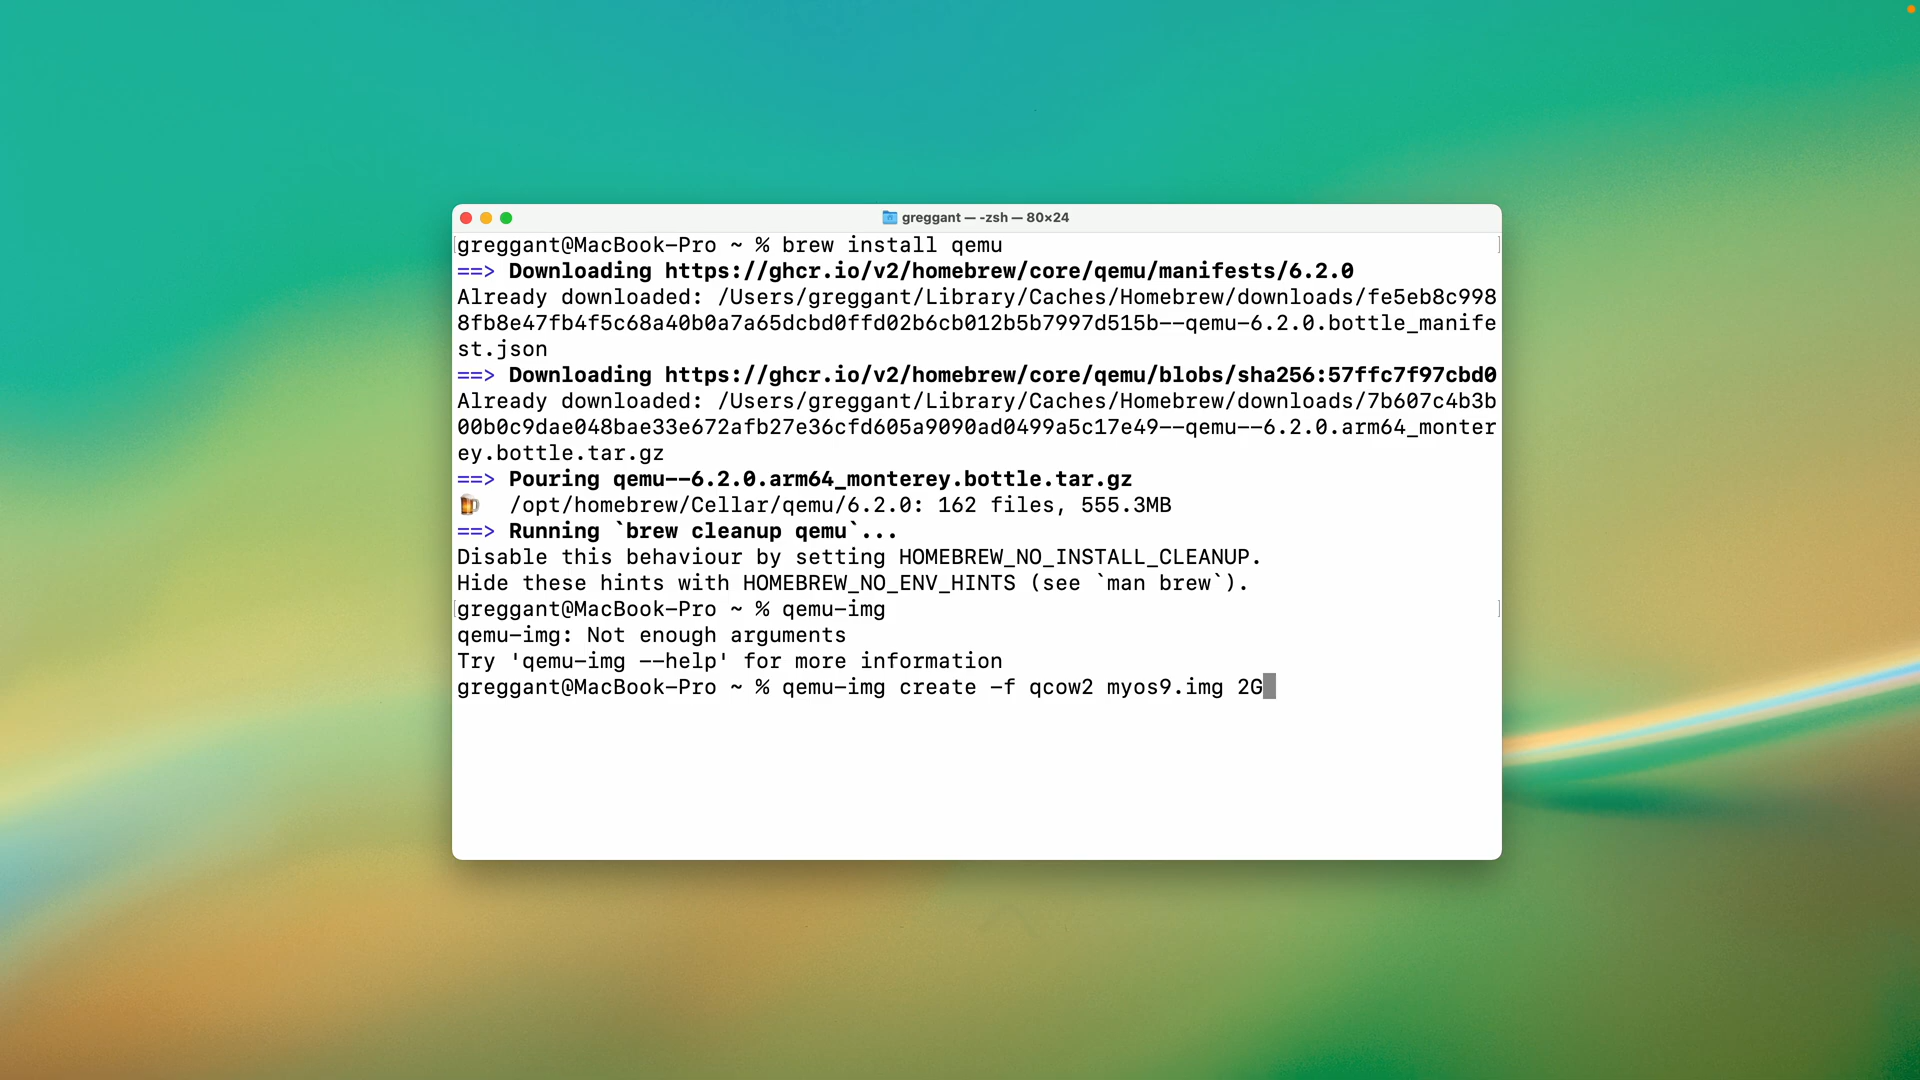 greggant — -zsh — 80×24
greggant@MacBook-Pro ~ % brew install qemu
==> Downloading https://ghcr.io/v2/homebrew/core/qemu/manifests/6.2.0
Already downloaded: /Users/greggant/Library/Caches/Homebrew/downloads/fe5eb8c998
8fb8e47fb4f5c68a40b0a7a65dcbd0ffd02b6cb012b5b7997d515b--qemu-6.2.0.bottle_manife
st.json
==> Downloading https://ghcr.io/v2/homebrew/core/qemu/blobs/sha256:57ffc7f97cbd0
Already downloaded: /Users/greggant/Library/Caches/Homebrew/downloads/7b607c4b3b
00b0c9dae048bae33e672afb27e36cfd605a9090ad0499a5c17e49--qemu--6.2.0.arm64_monter
ey.bottle.tar.gz
==> Pouring qemu--6.2.0.arm64_monterey.bottle.tar.gz
🍺  /opt/homebrew/Cellar/qemu/6.2.0: 162 files, 555.3MB
==> Running `brew cleanup qemu`...
Disable this behaviour by setting HOMEBREW_NO_INSTALL_CLEANUP.
Hide these hints with HOMEBREW_NO_ENV_HINTS (see `man brew`).
greggant@MacBook-Pro ~ % qemu-img
qemu-img: Not enough arguments
Try 'qemu-img --help' for more information
greggant@MacBook-Pro ~ % qemu-img create -f qcow2 myos9.img 2G